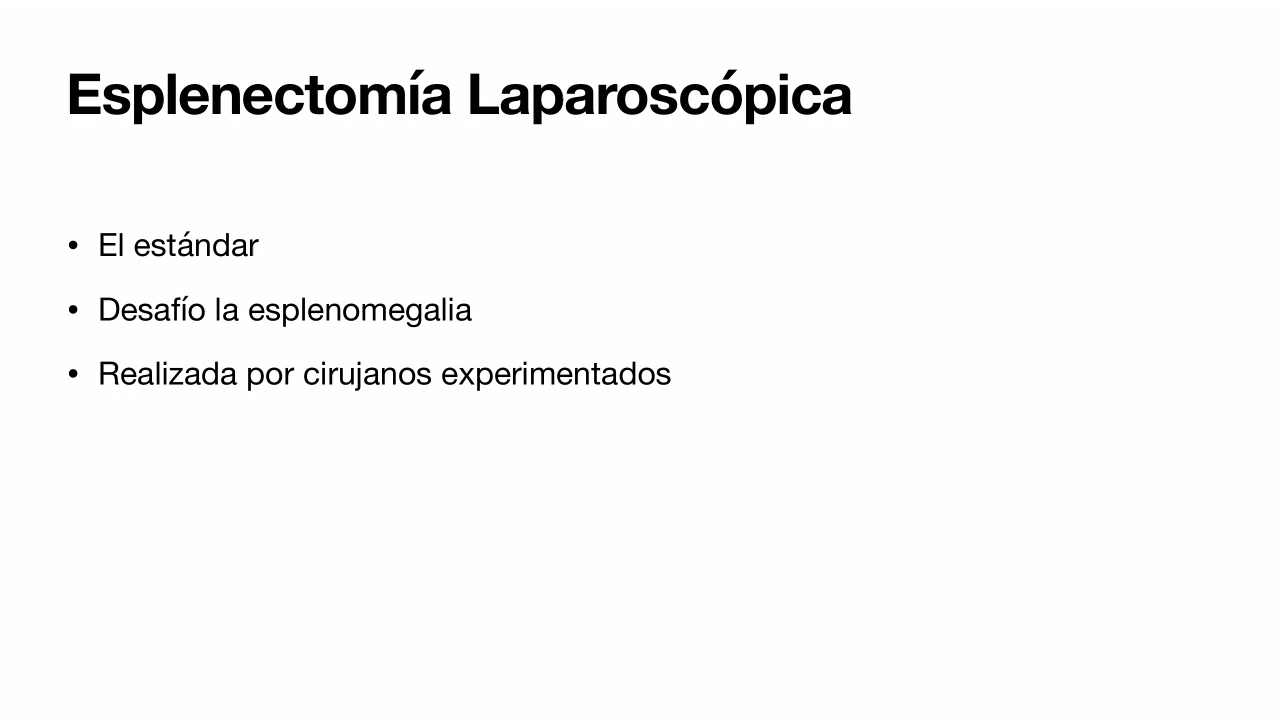 Esplenectomía Laparoscópica
• El estándar
• Desafío la esplenomegalia
• Realizada por cirujanos experimentados